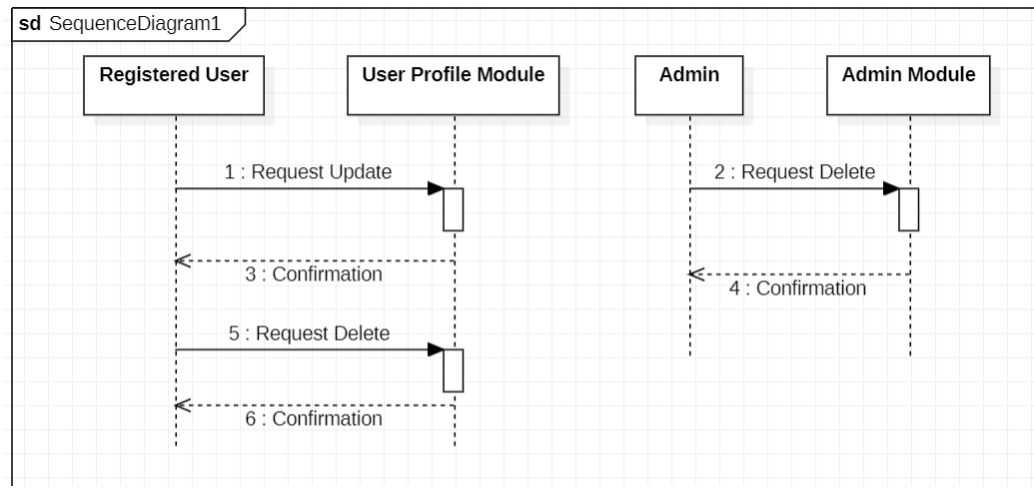 sd SequenceDiagram1
Registered User
User Profile Module
Admin
Admin Module
1 : Request Update
2 : Request Delete
3 : Confirmation
4 : Confirmation
5 : Request Delete
6 : Confirmation